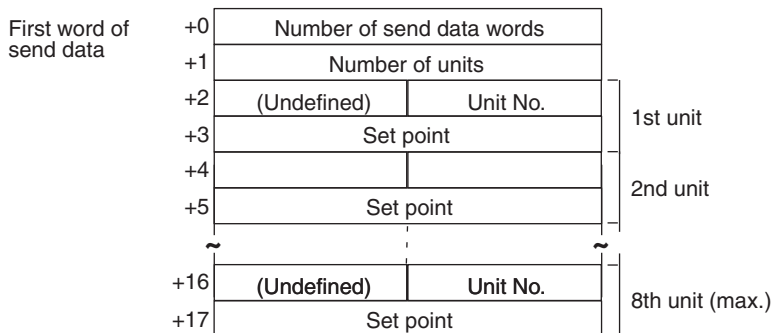 First word of
send data
+0 Number of send data words
+1 Number of units
+2 (Undefined) Unit No.
+3 Set point
1st unit
+4
+5 Set point
2nd unit
~ ~
+16 (Undefined) Unit No.
+17 Set point
8th unit (max.)